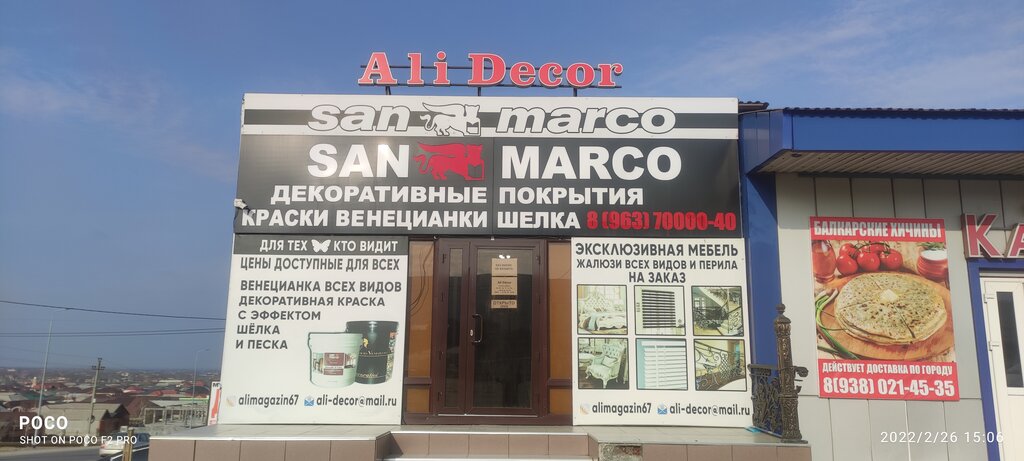 Ali Decor
san marco
SAN MARCO
ДЕКОРАТИВНЫЕ ПОКРЫТИЯ
КРАСКИ ВЕНЕЦИАНКИ ШЕЛКА 8 (963) 70000-40
ДЛЯ ТЕХ КТО ВИДИТ
ЦЕНЫ ДОСТУПНЫЕ ДЛЯ ВСЕХ
ВЕНЕЦИАНКА ВСЕХ ВИДОВ
ДЕКОРАТИВНАЯ КРАСКА
С ЭФФЕКТОМ
ШЁЛКА
И ПЕСКА
alimagazin67 ali-decor@mail.ru
ОТКРЫТО
ЭКСКЛЮЗИВНАЯ МЕБЕЛЬ
ЖАЛЮЗИ ВСЕХ ВИДОВ И ПЕРИЛА
НА ЗАКАЗ
alimagazin67 ali-decor@mail.ru
БАЛКАРСКИЕ ХИЧИНЫ
ДЕЙСТВУЕТ ДОСТАВКА ПО ГОРОДУ
8(938) 021-45-35
КА
POCO
SHOT ON POCO F2 PRO
2022/2/26 15:06